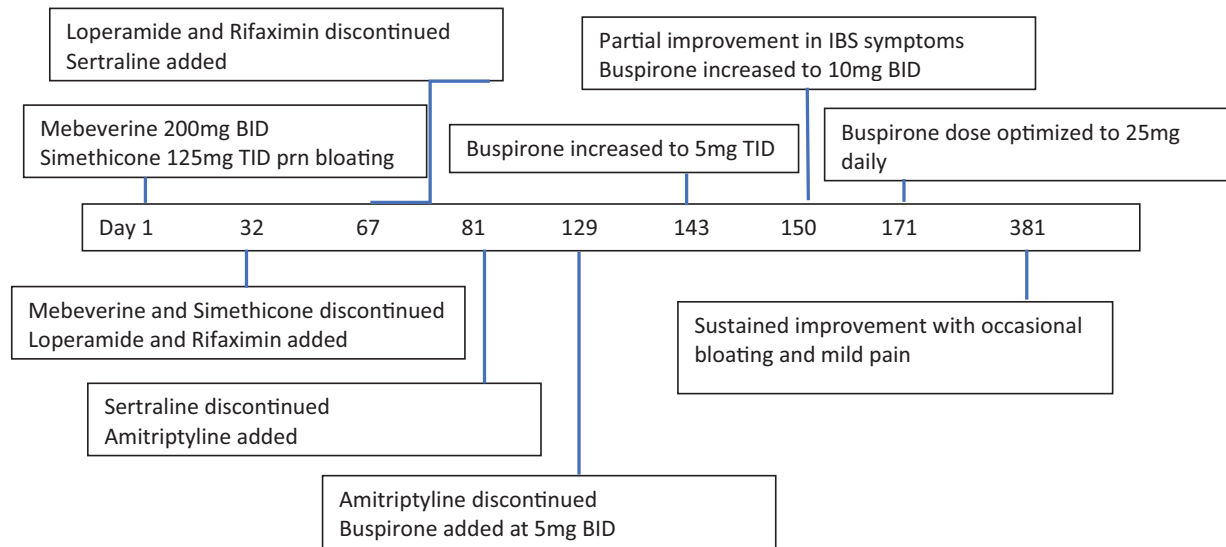 Loperamide and Rifaximin discontinued
Sertraline added
Partial improvement in IBS symptoms
Buspirone increased to 10mg BID
Mebeverine 200mg BID
Simethicone 125mg TID prn bloating
Buspirone increased to 5mg TID
Buspirone dose optimized to 25mg
daily
Day 1 32 67 81 129 143 150 171 381
Mebeverine and Simethicone discontinued
Loperamide and Rifaximin added
Sustained improvement with occasional
bloating and mild pain
Sertraline discontinued
Amitriptyline added
Amitriptyline discontinued
Buspirone added at 5mg BID